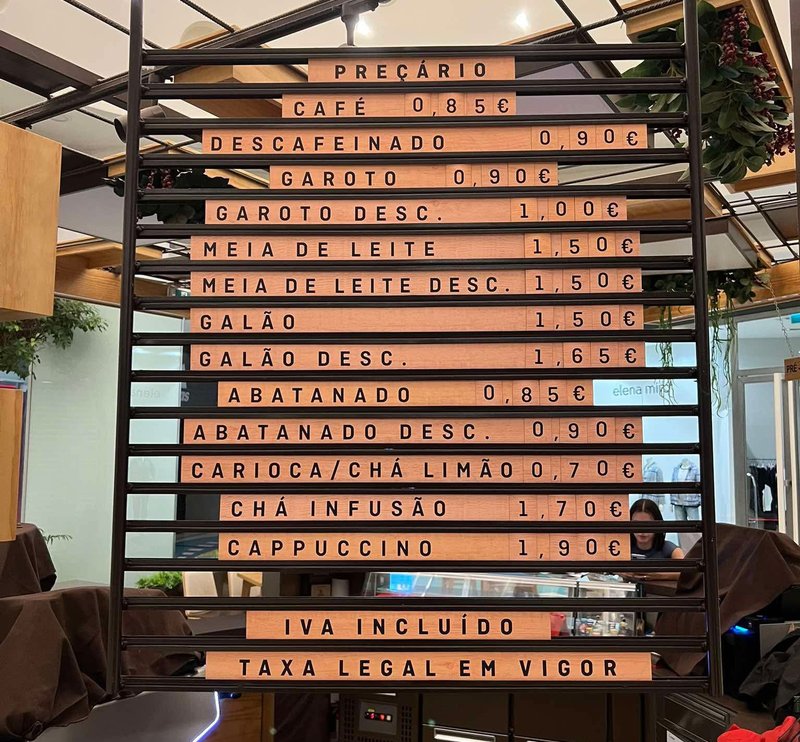 PREÇÁRIO
CAFÉ 0,85€
DESCAFEINADO 0,90€
GAROTO 0,90€
GAROTO DESC. 1,00€
MEIA DE LEITE 1,50€
MEIA DE LEITE DESC. 1,50€
GALÃO 1,50€
GALÃO DESC. 1,65€
ABATANADO 0,85€
ABATANADO DESC. 0,90€
CARIOCA/CHÁ LIMÃO 0,70€
CHÁ INFUSÃO 1,70€
CAPPUCCINO 1,90€
IVA INCLUÍDO
TAXA LEGAL EM VIGOR
elena mir
PRÉ-